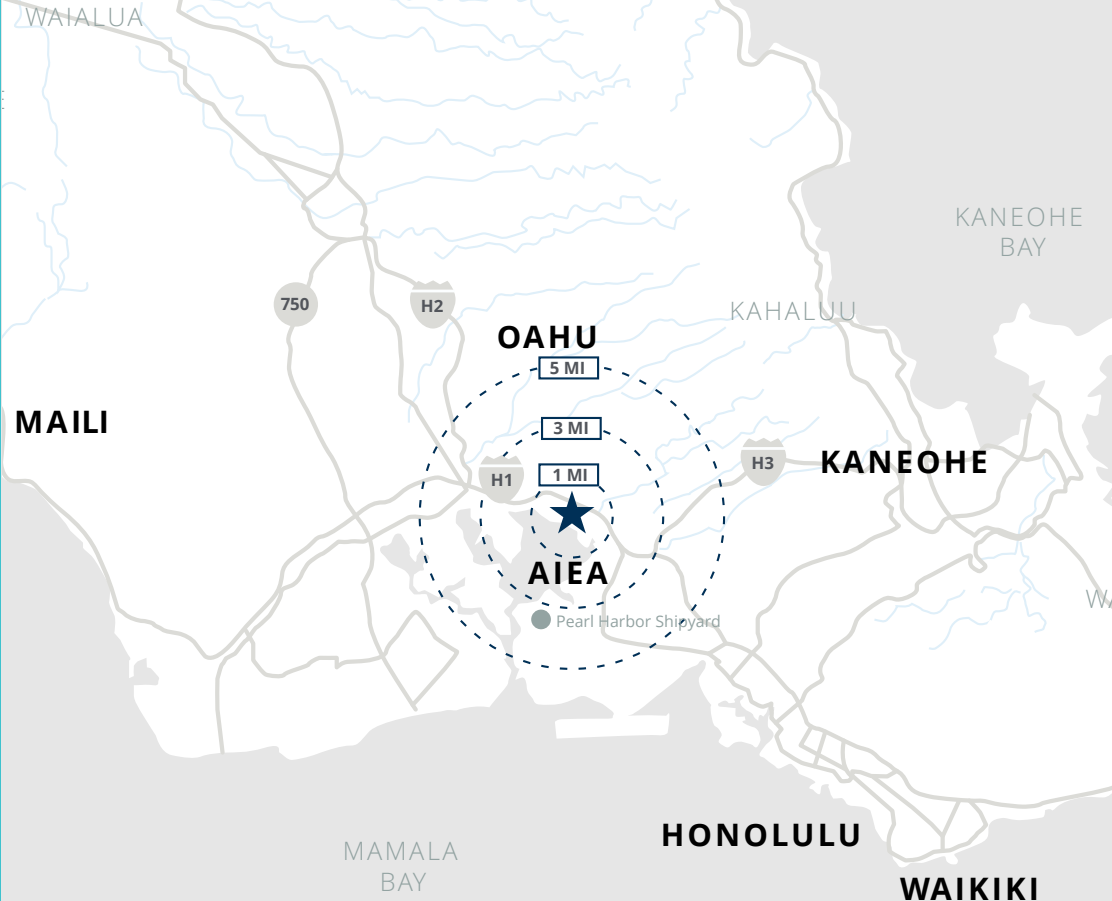 WAIALUA
KANEOHE
BAY
750
H2
KAHALUU
OAHU
5 MI
MAILI
3 MI
KANEOHE
H3
1 MI
H1
AIEA
Pearl Harbor Shipyard
HONOLULU
MAMALA
BAY
WAIKIKI